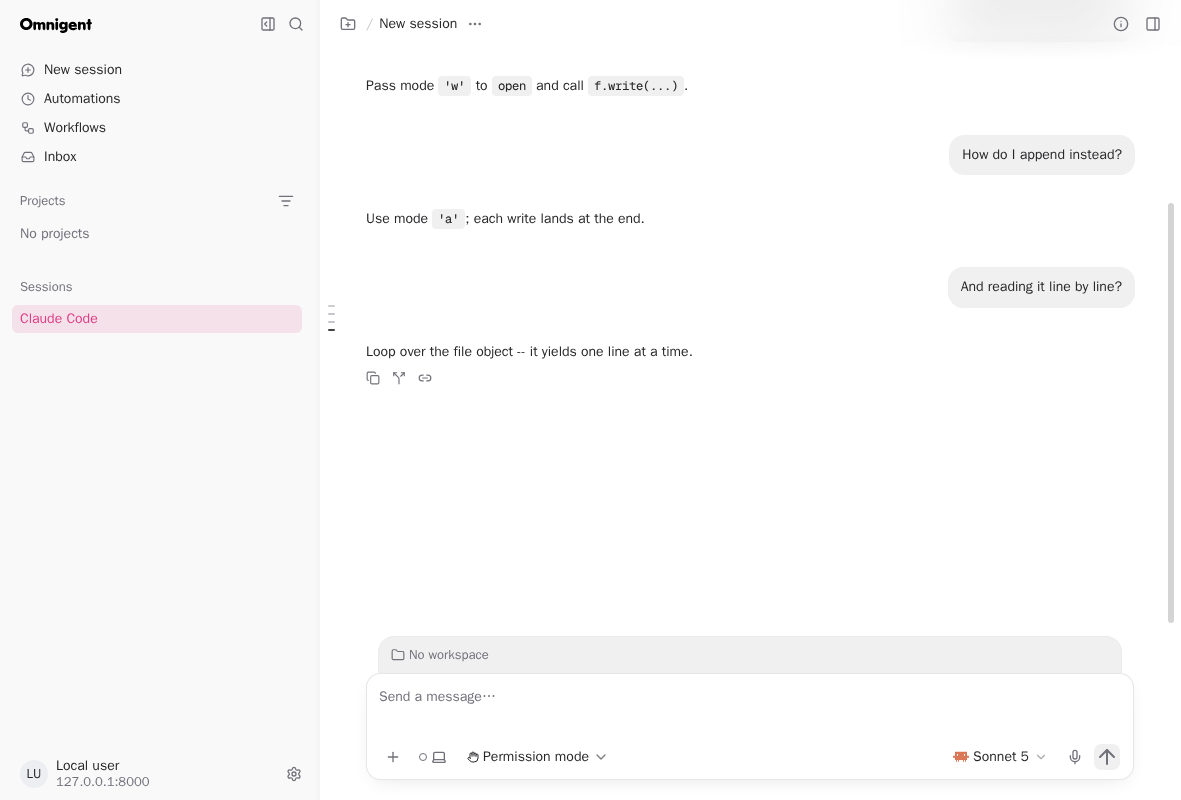 Omnigent
New session
Automations
Workflows
Inbox
Projects
No projects
Sessions
Claude Code
LU
Local user
127.0.0.1:8000
/ New session ...
Pass mode 'w' to open and call f.write(...).
How do I append instead?
Use mode 'a'; each write lands at the end.
And reading it line by line?
Loop over the file object -- it yields one line at a time.
No workspace
Send a message...
Permission mode
Sonnet 5